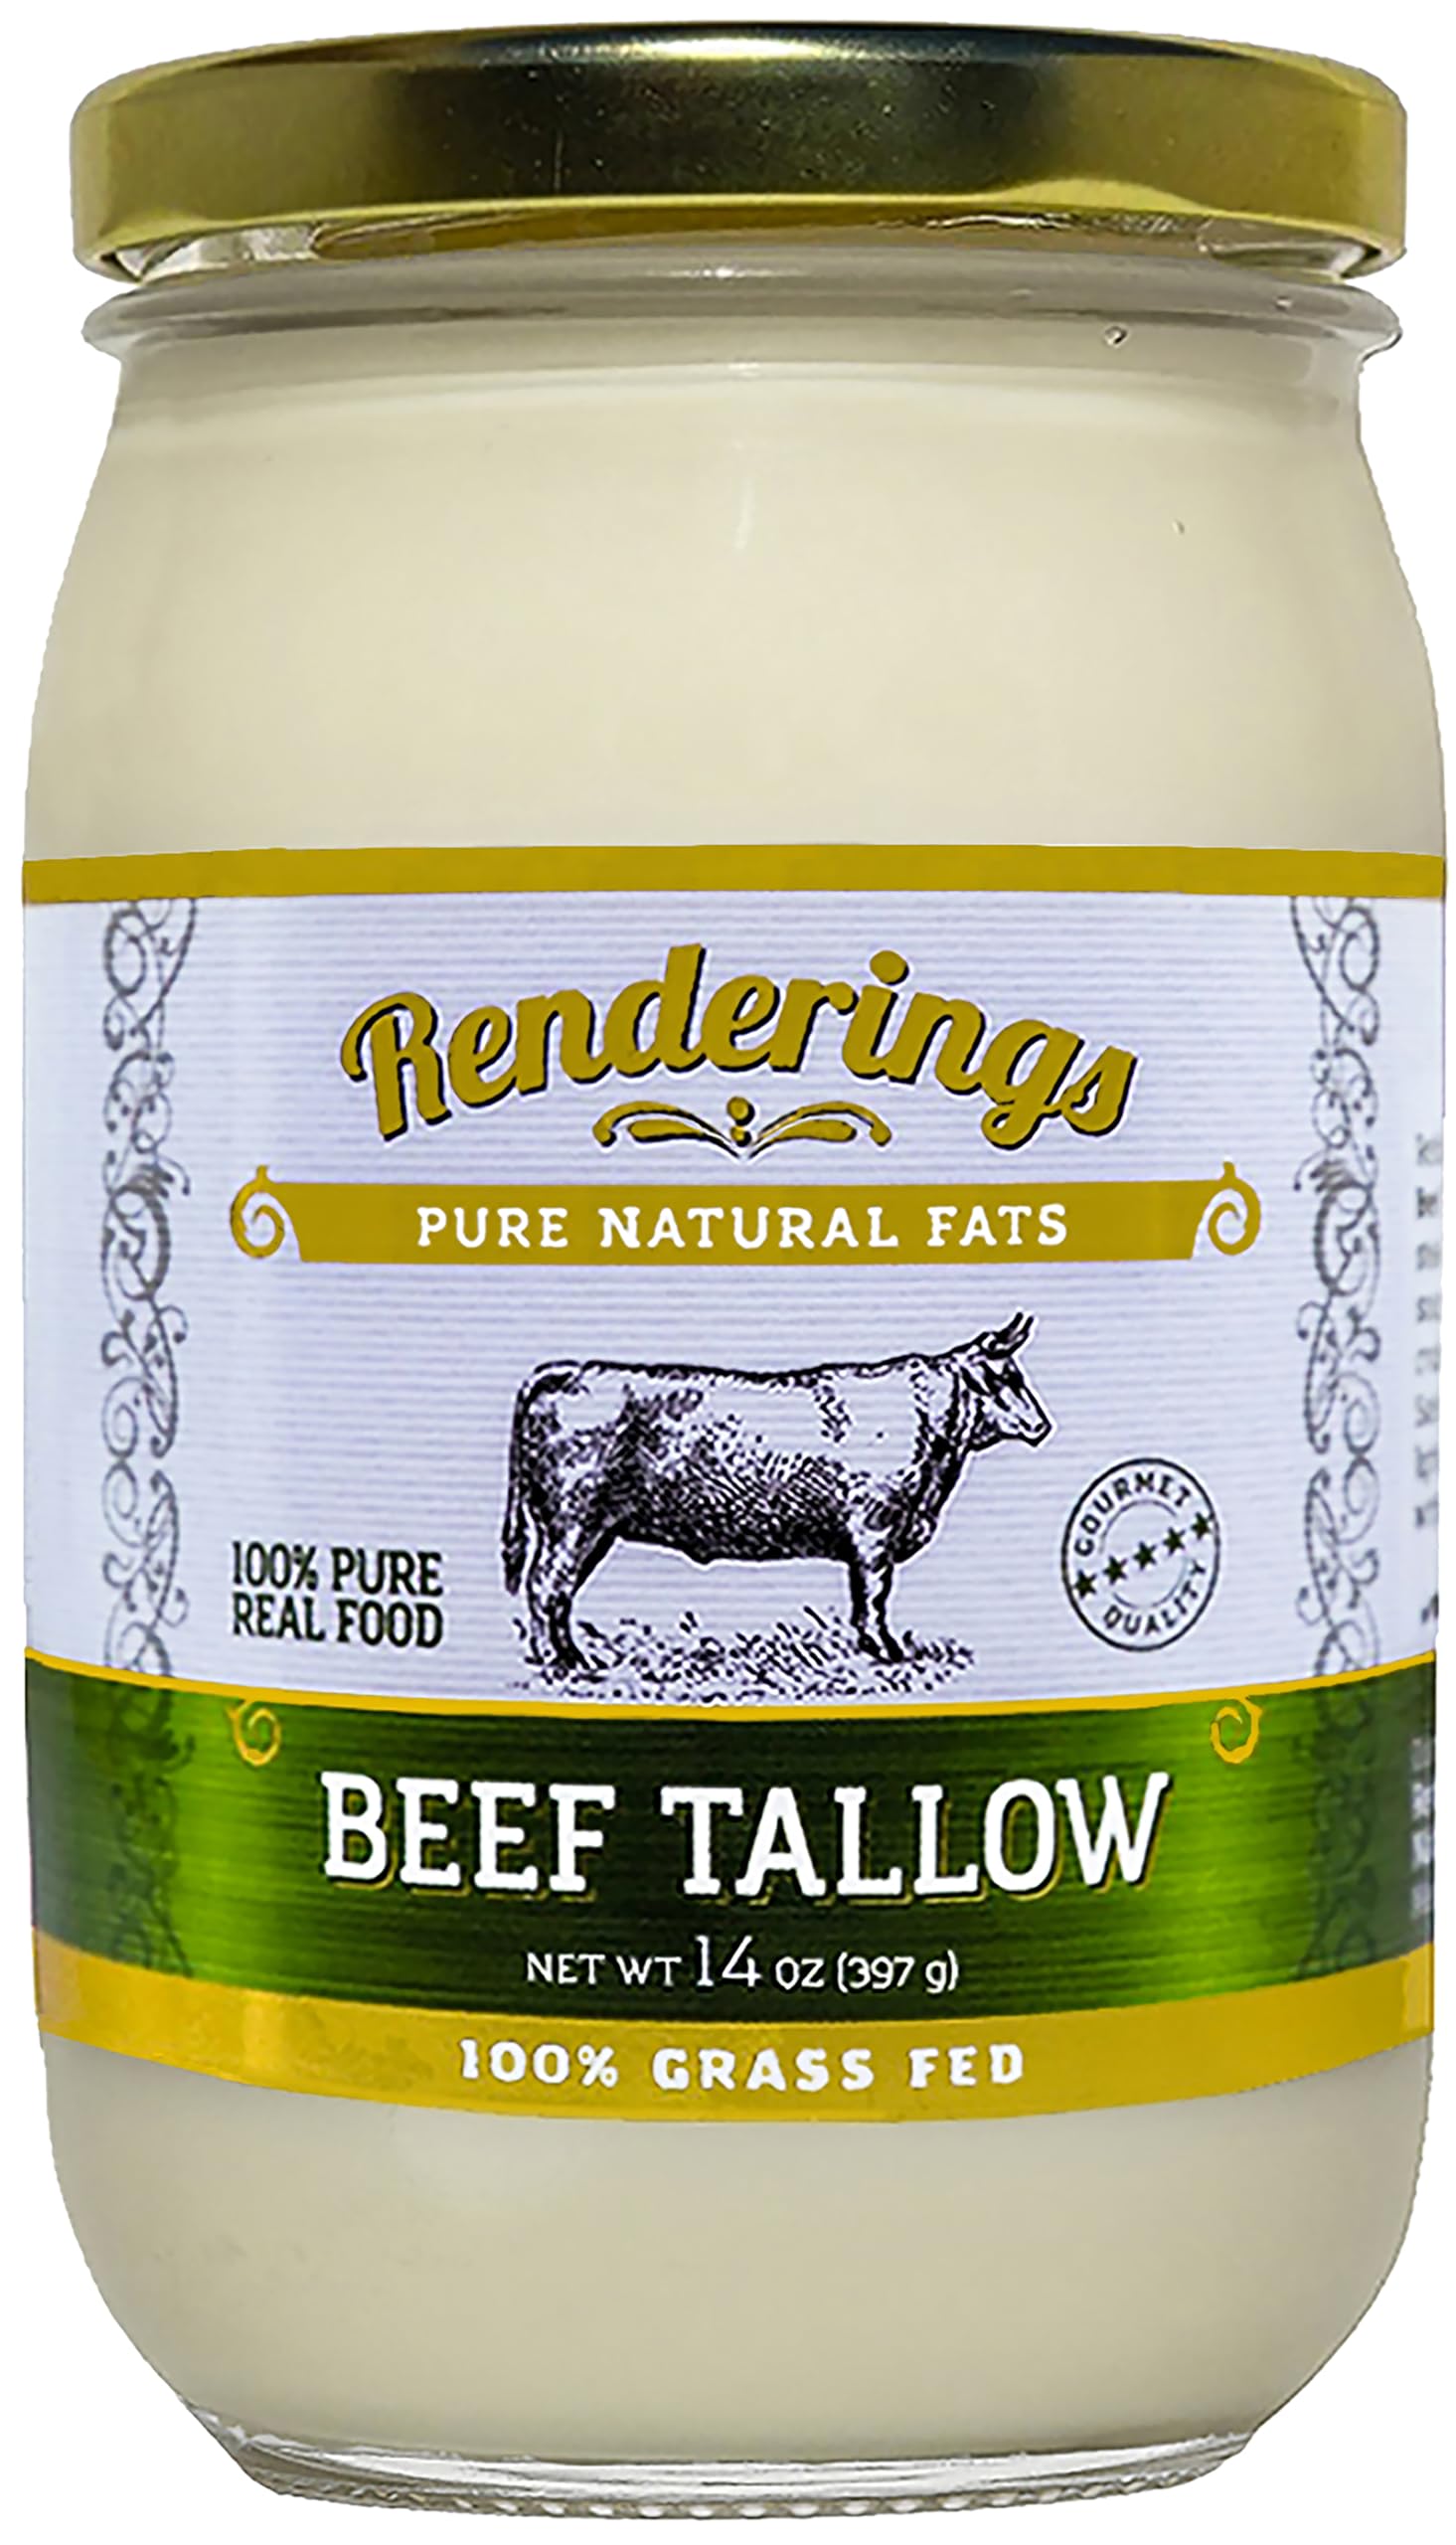 Renderings
PURE NATURAL FATS
100% PURE
REAL FOOD
GOURMET
QUALITY
BEEF TALLOW
NET WT 14 OZ (397 g)
100% GRASS FED